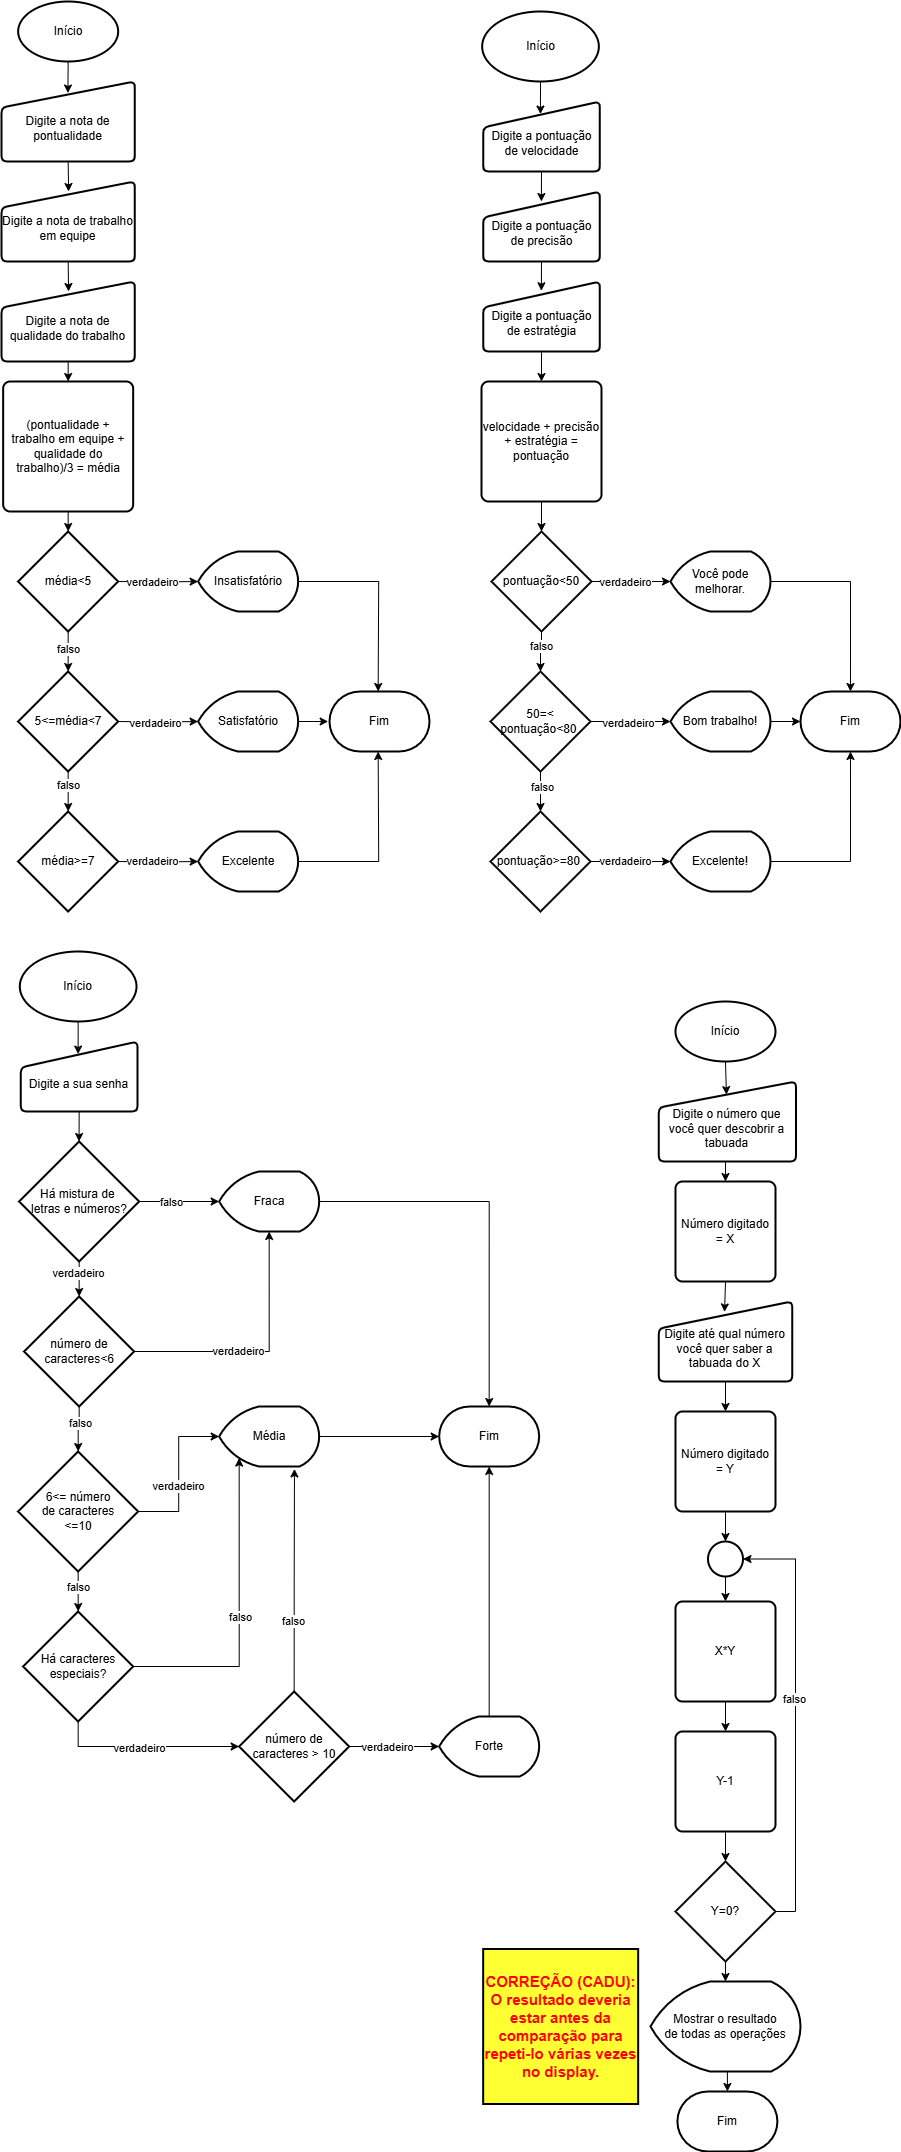 Início
Digite a nota de
pontualidade
Digite a nota de trabalho
em equipe
Digite a nota de
qualidade do trabalho
(pontualidade +
trabalho em equipe +
qualidade do
trabalho)/3 = média
média<5
verdadeiro
Insatisfatório
falso
5<=média<7
verdadeiro
Satisfatório
Fim
falso
média>=7
verdadeiro
Excelente
Início
Digite a pontuação
de velocidade
Digite a pontuação
de precisão
Digite a pontuação
de estratégia
velocidade + precisão
+ estratégia =
pontuação
pontuação<50
verdadeiro
Você pode
melhorar.
falso
50=<
pontuação<80
verdadeiro
Bom trabalho!
Fim
falso
pontuação>=80
verdadeiro
Excelente!
Início
Digite a sua senha
Há mistura de
letras e números?
falso
Fraca
verdadeiro
número de
caracteres<6
verdadeiro
falso
Média
Fim
6<= número
de caracteres
<=10
verdadeiro
falso
Há caracteres
especiais?
falso
falso
verdadeiro
número de
caracteres > 10
verdadeiro
Forte
Início
Digite o número que
você quer descobrir a
tabuada
Número digitado
= X
Digite até qual número
você quer saber a
tabuada do X
Número digitado
= Y
X*Y
falso
Y-1
Y=0?
CORREÇÃO (CADU):
O resultado deveria
estar antes da
comparação para
repeti-lo várias vezes
no display.
Mostrar o resultado
de todas as operações
Fim